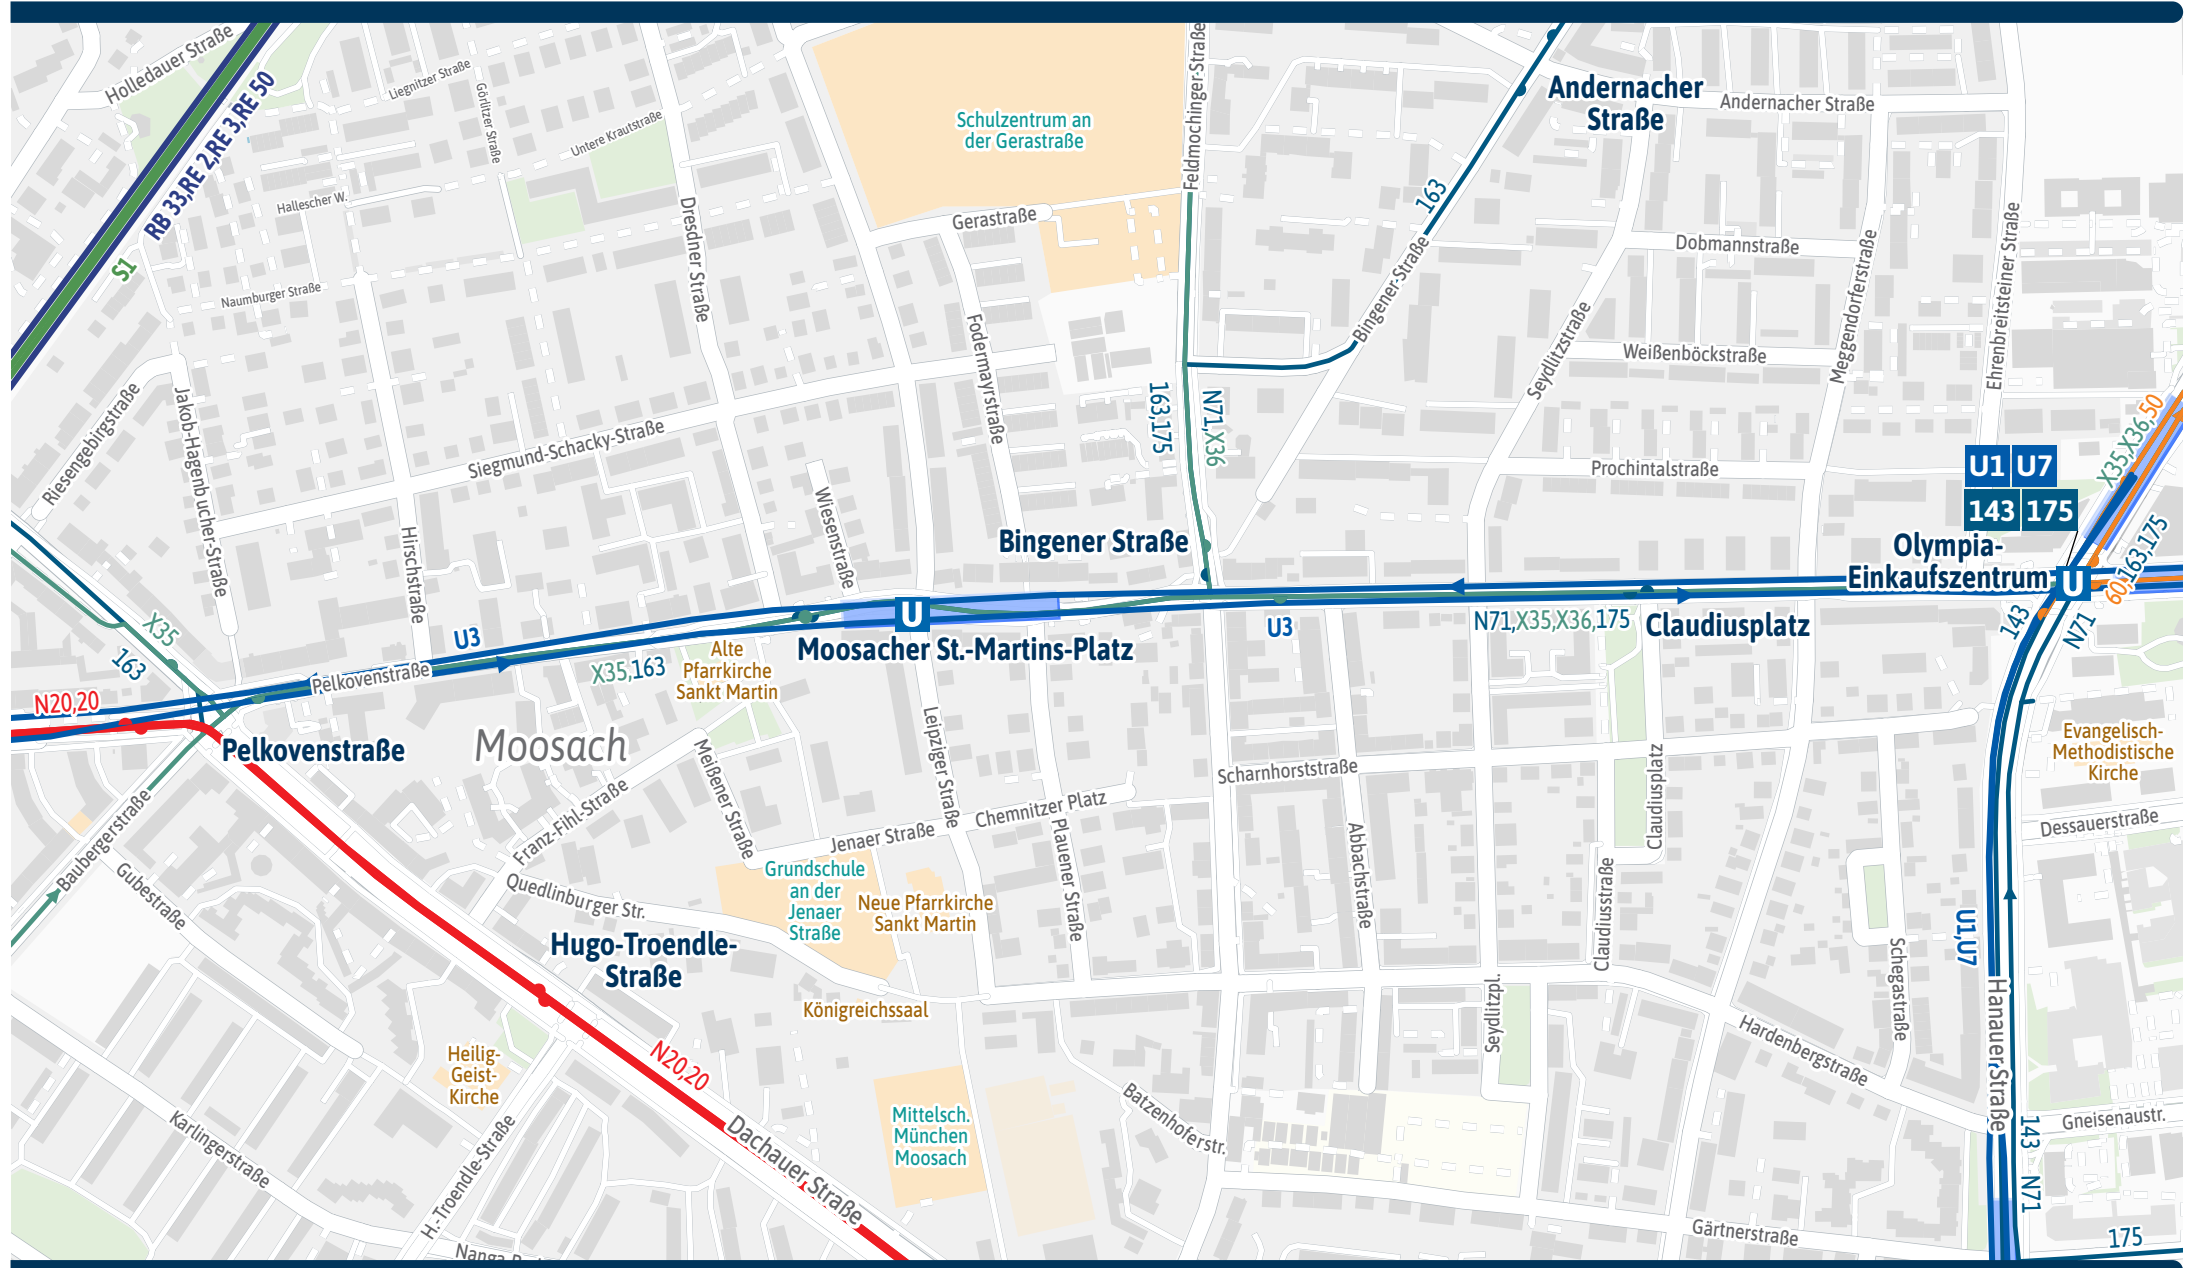 Holledauer Straße
RB 33,RE 2,RE 3,RE 50
S1
Liegnitzer Straße
Görlitzer Straße
Untere Krautstraße
Hallescher W.
Naumburger Straße
Dresdner Straße
Schulzentrum an
der Gerastraße
Gerastraße
Feldmochinger-Straße
Andernacher
Straße
Andernacher Straße
163
Bingener-Straße
Dobmannstraße
Weißenböckstraße
Seydlitzstraße
Meggendorferstraße
Ehrenbreitsteiner Straße
Riesengebirgstraße
Jakob-Hagenbucher-Straße
Siegmund-Schacky-Straße
Hirschstraße
Fodermayrstraße
Wiesenstraße
163,175
N71,X36
Prochintalstraße
U1 U7
143 175
X35,X36,50
Bingener Straße
Olympia-
Einkaufszentrum
U
60,163,175
143
N71
X35
163
U3
Pelkovenstraße
X35,163
U
Moosacher St.-Martins-Platz
U3
N71,X35,X36,175
Claudiusplatz
Alte
Pfarrkirche
Sankt Martin
N20,20
Pelkovenstraße
Moosach
Leipziger Straße
Meißener Straße
Franz-Fihl-Straße
Scharnhorststraße
Claudiusplatz
Evangelisch-
Methodistische
Kirche
Dessauerstraße
Baubergerstraße
Gubestraße
Jenaer Straße
Chemnitzer Platz
Plauener Straße
Abbachstraße
Claudiusstraße
Quedlinburger Str.
Grundschule
an der
Jenaer
Straße
Neue Pfarrkirche
Sankt Martin
Hugo-Troendle-
Straße
Königreichssaal
Seydlitzpl.
Schegastraße
U1,U7
Hanauer Straße
Hardenbergstraße
Gneisenaustr.
Heilig-
Geist-
Kirche
N20,20
Dachauer Straße
Mittelsch.
München
Moosach
Batzenhoferstr.
Karlingerstraße
H.-Troendle-Straße
Gärtnerstraße
143
N71
175